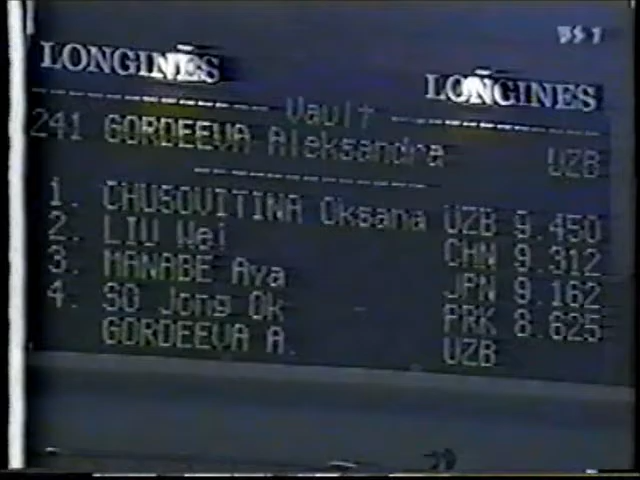 LONGINES
LONGINES
Vault
241 GORDEEVA Aleksandra UZB
1. CHUSOVITINA Oksana UZB 9.450
2. LIU Wei CHN 9.312
3. MANABE Aya JPN 9.162
4. SO Jong Ok PRK 8.625
GORDEEVA A. UZB